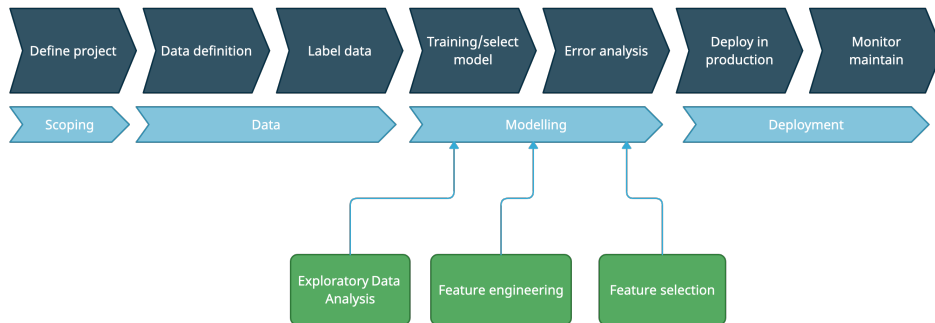 Define project
Data definition
Label data
Training/select
model
Error analysis
Deploy in
production
Monitor
maintain
Scoping
Data
Modelling
Deployment
Exploratory Data
Analysis
Feature engineering
Feature selection